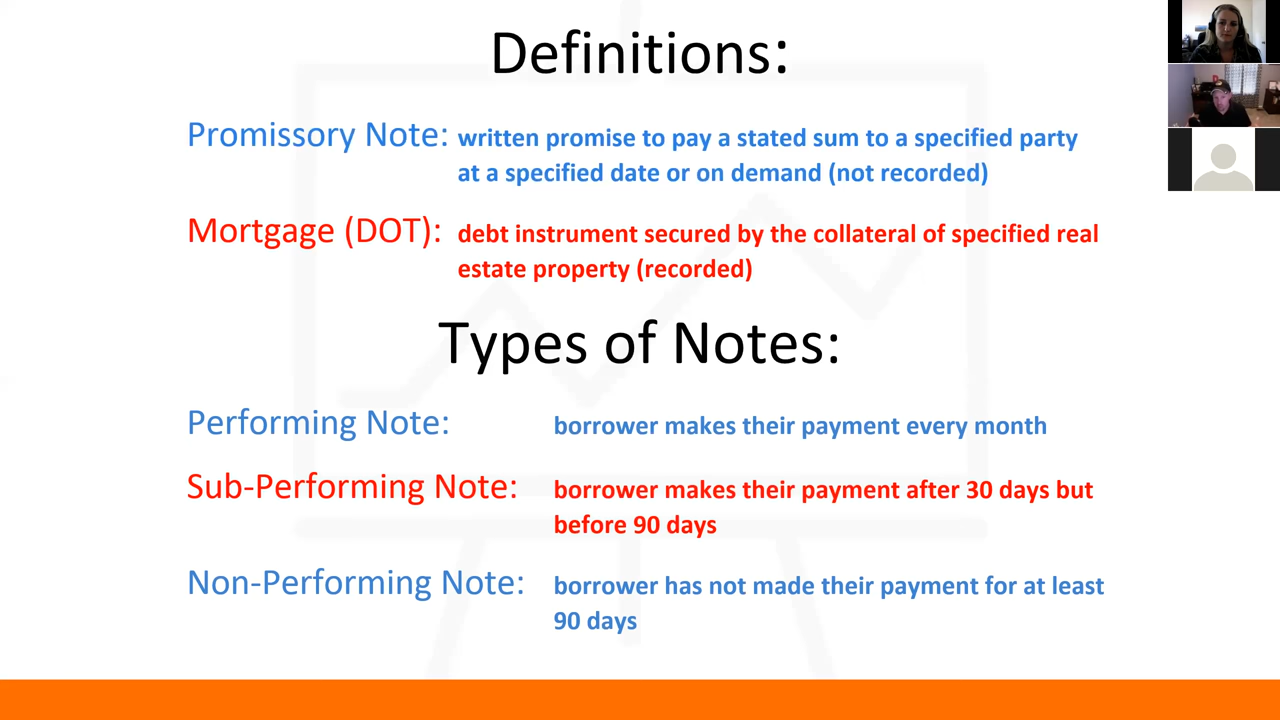 Definitions:
Promissory Note: written promise to pay a stated sum to a specified party
at a specified date or on demand (not recorded)
Mortgage (DOT): debt instrument secured by the collateral of specified real
estate property (recorded)
Types of Notes:
Performing Note: borrower makes their payment every month
Sub-Performing Note: borrower makes their payment after 30 days but
before 90 days
Non-Performing Note: borrower has not made their payment for at least
90 days